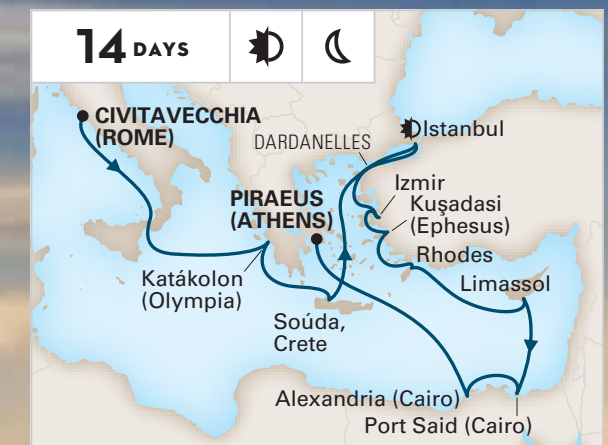 14 DAYS
CIVITAVECCHIA
(ROME)
DARDANELLES
Istanbul
Izmir
Kuşadasi
(Ephesus)
PIRAEUS
(ATHENS)
Rhodes
Katákolon
(Olympia)
Limassol
Soúda,
Crete
Alexandria (Cairo)
Port Said (Cairo)